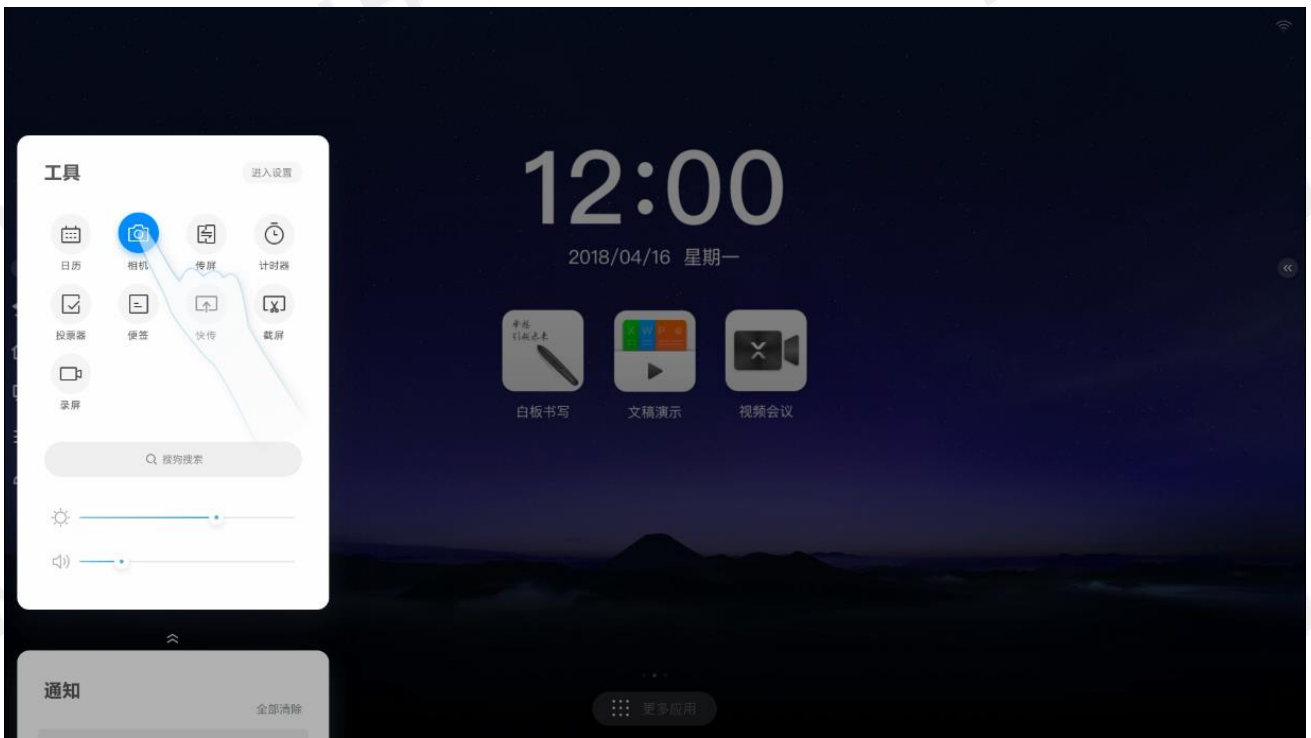 工具
进入设置
日历
相机
传屏
计时器
投票器
便签
快传
截屏
录屏
搜狗搜索
通知
全部清除
12:00
2018/04/16 星期一
X W P e
白板书写
文稿演示
视频会议
更多应用